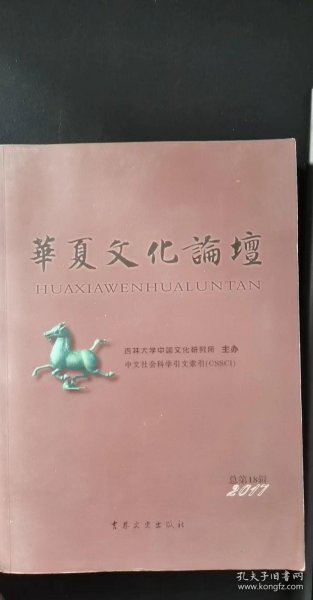 華夏文化論壇
HUAXIAWENHUALUNTAN
吉林大学中国文化研究所 主办
中文社会科学引文索引(CSSCI)
总第18辑
2017
吉林文史出版社
孔夫子旧书网
www.kongfz.com